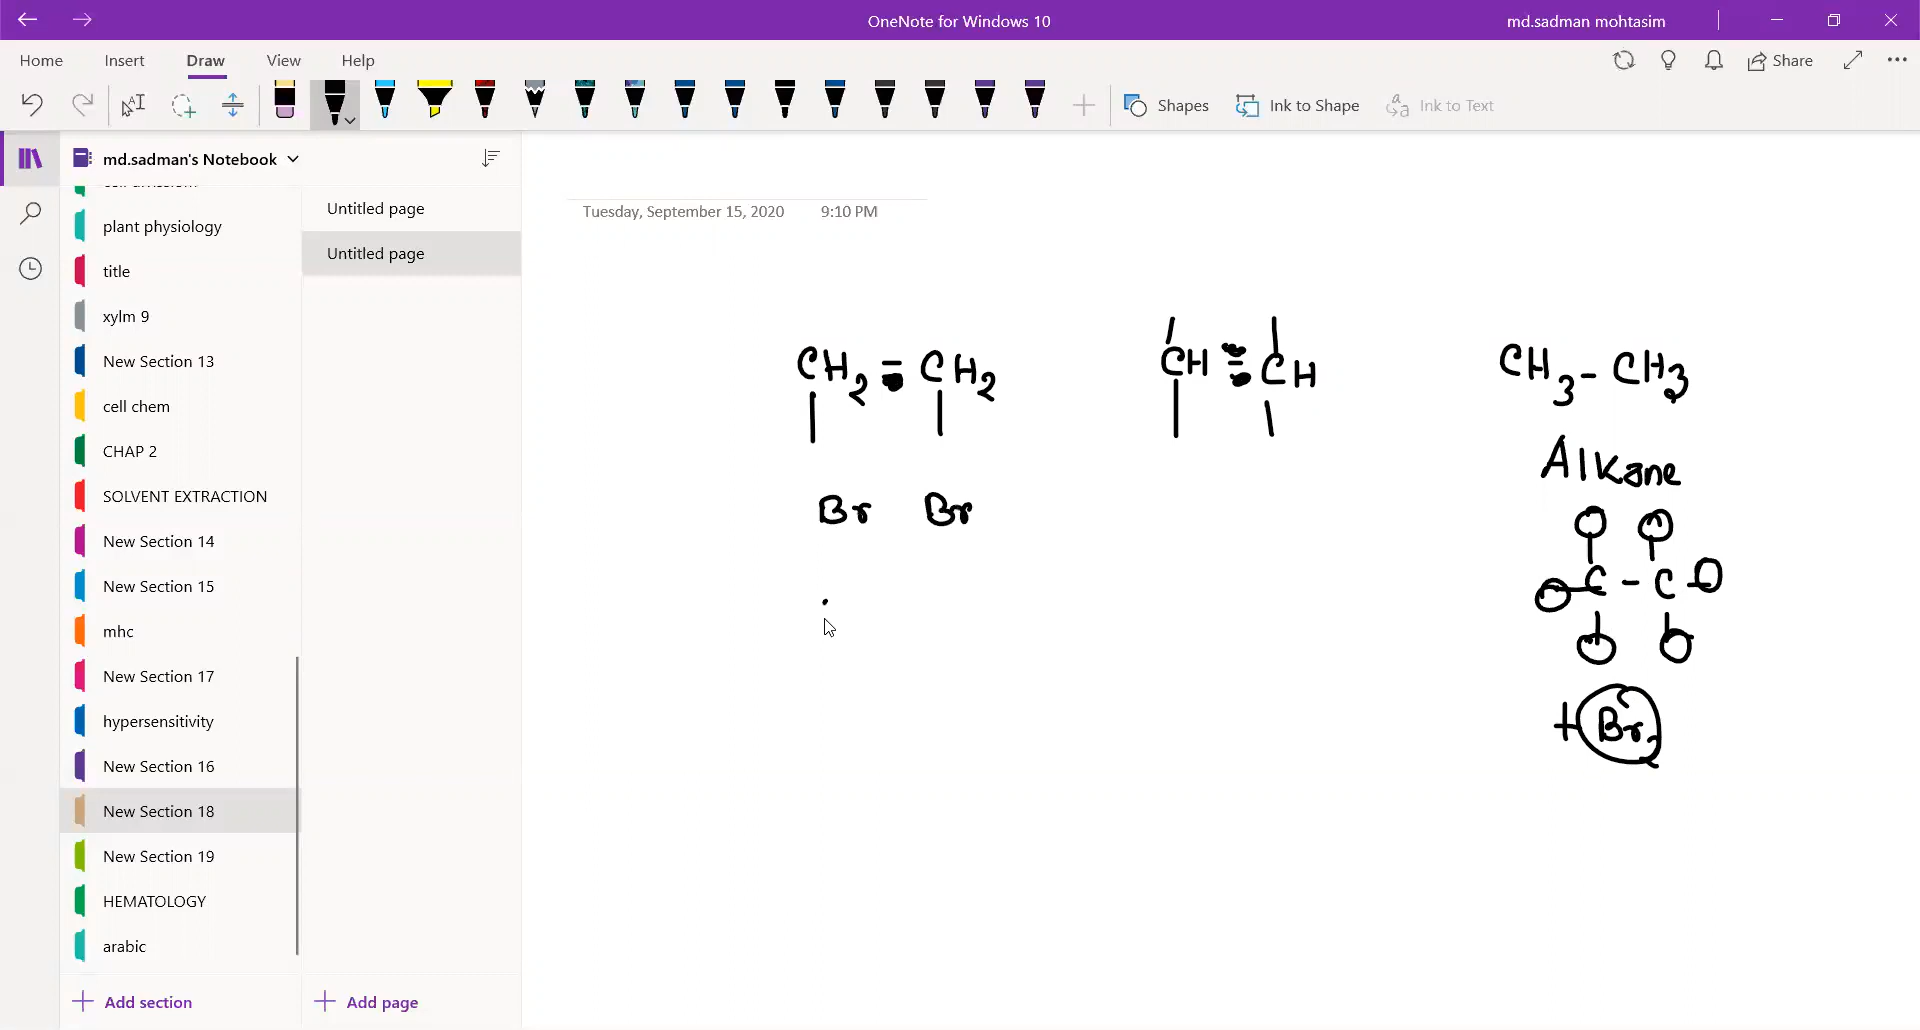 OneNote for Windows 10
md.sadman mohtasim
Home Insert Draw View Help
Share
Shapes
Ink to Shape
Ink to Text
md.sadman's Notebook
plant physiology
title
xylm 9
New Section 13
cell chem
CHAP 2
SOLVENT EXTRACTION
New Section 14
New Section 15
mhc
New Section 17
hypersensitivity
New Section 16
New Section 18
New Section 19
HEMATOLOGY
arabic
Add section
Untitled page
Untitled page
Add page
Tuesday, September 15, 2020 9:10 PM
CH2 = CH2
Br Br
CH ≡ CH
CH3 - CH3
Alkane
C - C
+ Br2